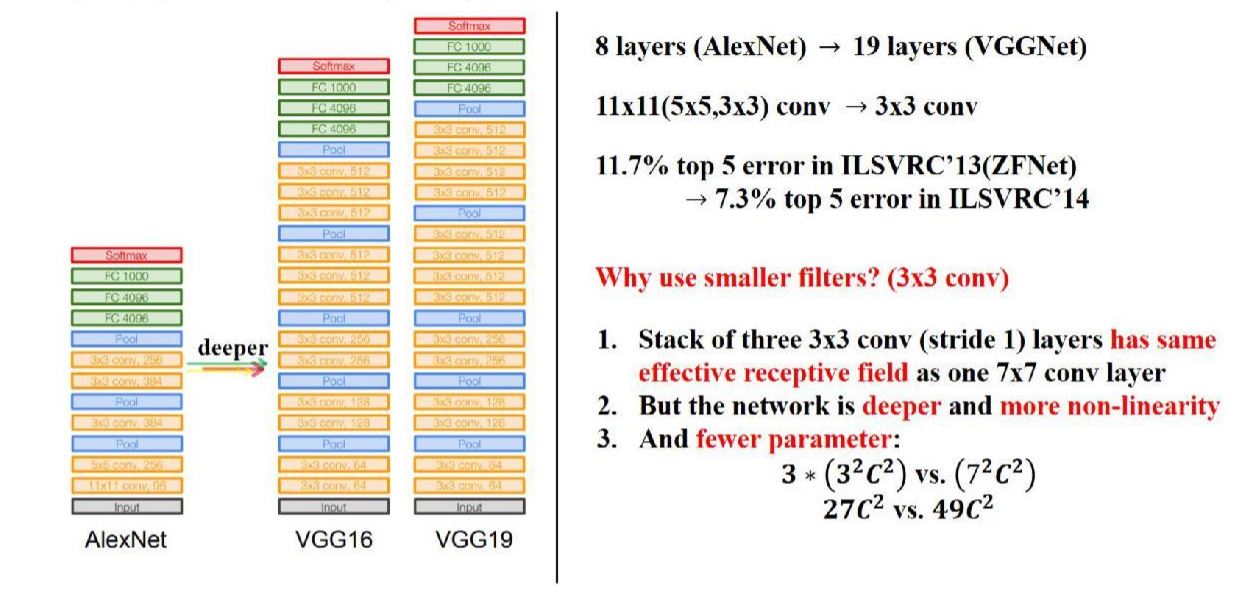 Softmax
FC 1000
FC 4096
FC 4096
Pool
3x3 conv, 256
3x3 conv, 384
Pool
3x3 conv, 384
Pool
5x5 conv, 256
11x11 conv, 96
Input
AlexNet
deeper
Softmax
FC 1000
FC 4096
FC 4096
Pool
3x3 conv, 512
3x3 conv, 512
3x3 conv, 512
Pool
3x3 conv, 512
3x3 conv, 512
3x3 conv, 512
Pool
3x3 conv, 256
3x3 conv, 256
Pool
3x3 conv, 128
3x3 conv, 128
Pool
3x3 conv, 64
3x3 conv, 64
Input
VGG16
Softmax
FC 1000
FC 4096
FC 4096
Pool
3x3 conv, 512
3x3 conv, 512
3x3 conv, 512
3x3 conv, 512
Pool
3x3 conv, 512
3x3 conv, 512
3x3 conv, 512
3x3 conv, 512
Pool
3x3 conv, 256
3x3 conv, 256
Pool
3x3 conv, 128
3x3 conv, 128
Pool
3x3 conv, 64
3x3 conv, 64
Input
VGG19
8 layers (AlexNet) → 19 layers (VGGNet)
11x11(5x5,3x3) conv → 3x3 conv
11.7% top 5 error in ILSVRC’13(ZFNet)
→ 7.3% top 5 error in ILSVRC’14
Why use smaller filters? (3x3 conv)
1. Stack of three 3x3 conv (stride 1) layers has same
effective receptive field as one 7x7 conv layer
2. But the network is deeper and more non-linearity
3. And fewer parameter:
3 * (3²C²) vs. (7²C²)
27C² vs. 49C²